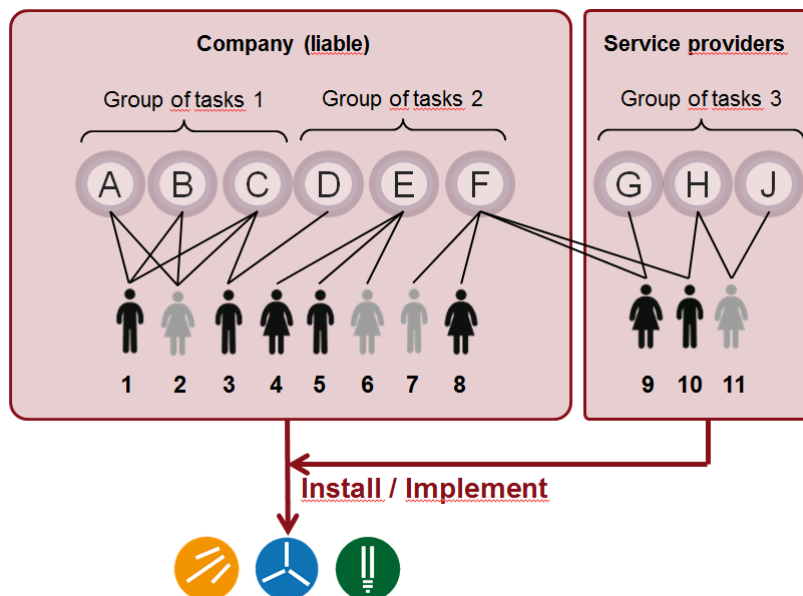 Company (liable)
Service providers
Group of tasks 1
Group of tasks 2
Group of tasks 3
A B C D E F G H J
1 2 3 4 5 6 7 8 9 10 11
Install / Implement